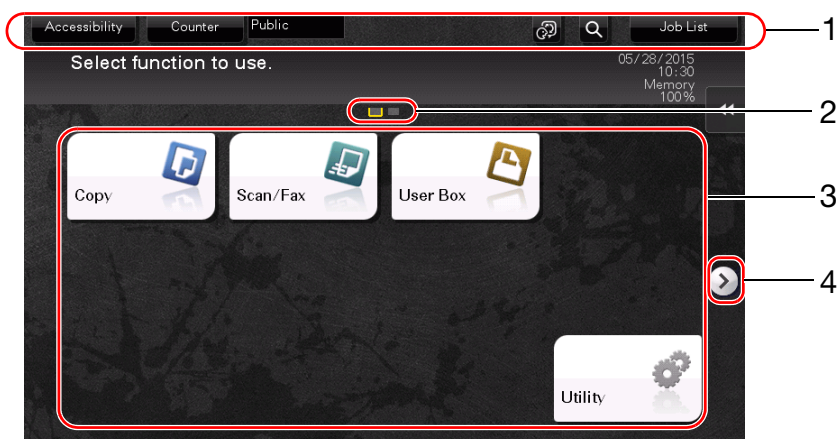 Accessibility Counter Public Job List 1
Select function to use.
05/28/2015
10:30
Memory
100%
2
Copy Scan/Fax User Box
3
4
Utility